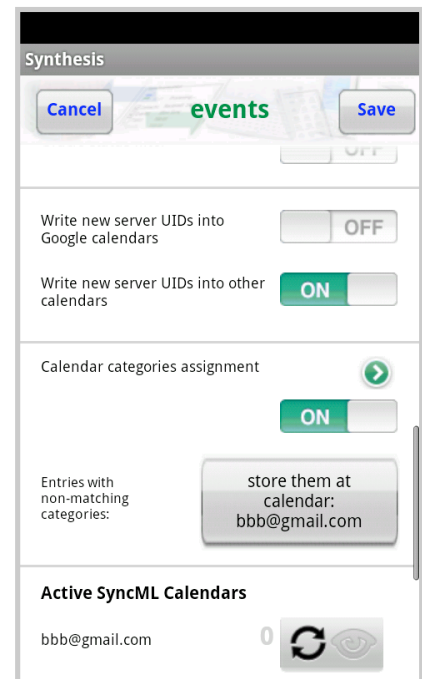 Synthesis
Cancel events Save
OFF
Write new server UIDs into
Google calendars
OFF
Write new server UIDs into other
calendars
ON
Calendar categories assignment
ON
Entries with
non-matching
categories:
store them at
calendar:
bbb@gmail.com
Active SyncML Calendars
bbb@gmail.com 0